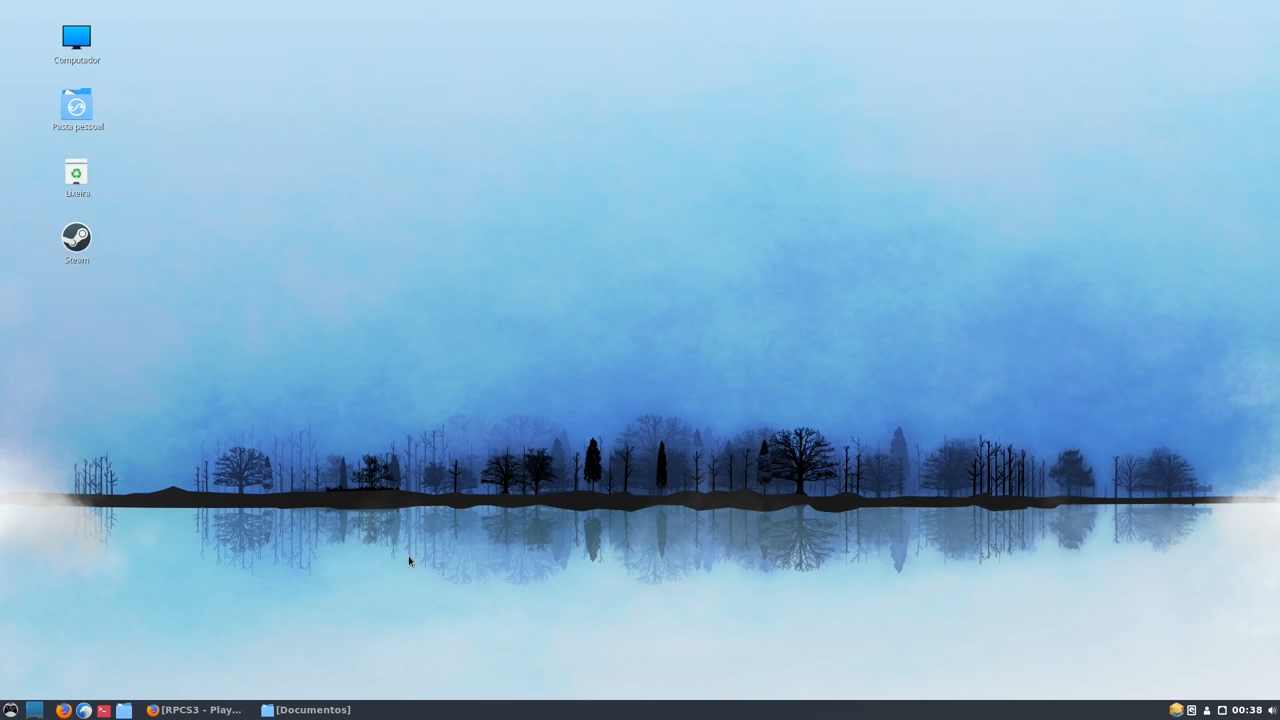 Computador
Pasta pessoal
Lixeira
Steam
[RPCS3 - Play...
[Documentos]
00:38